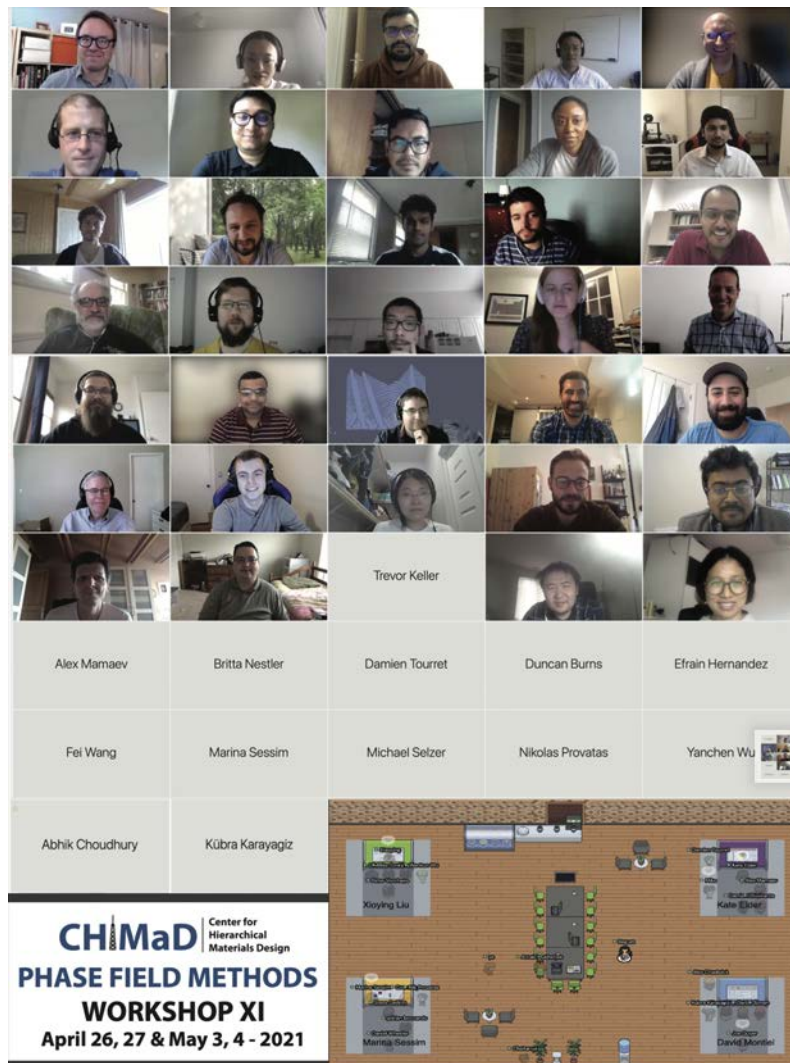 Trevor Keller
Alex Mamaev
Britta Nestler
Damien Tourret
Duncan Burns
Efrain Hernandez
Fei Wang
Marina Sessim
Michael Selzer
Nikolas Provatas
Yanchen Wu
Abhik Choudhury
Kübra Karayagiz
Xioying Liu
Kate Elder
Marina Sessim
David Montiel
CHiMaD
Center for
Hierarchical
Materials Design
PHASE FIELD METHODS
WORKSHOP XI
April 26, 27 & May 3, 4 - 2021